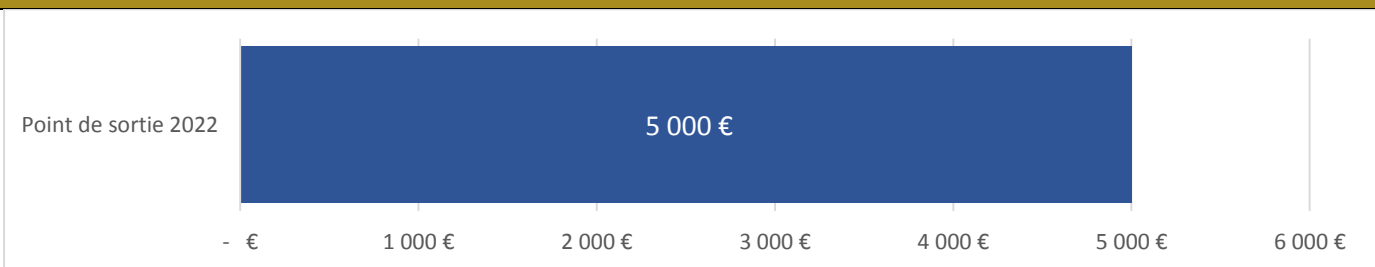 Point de sortie 2022
5 000 €
- €
1 000 €
2 000 €
3 000 €
4 000 €
5 000 €
6 000 €